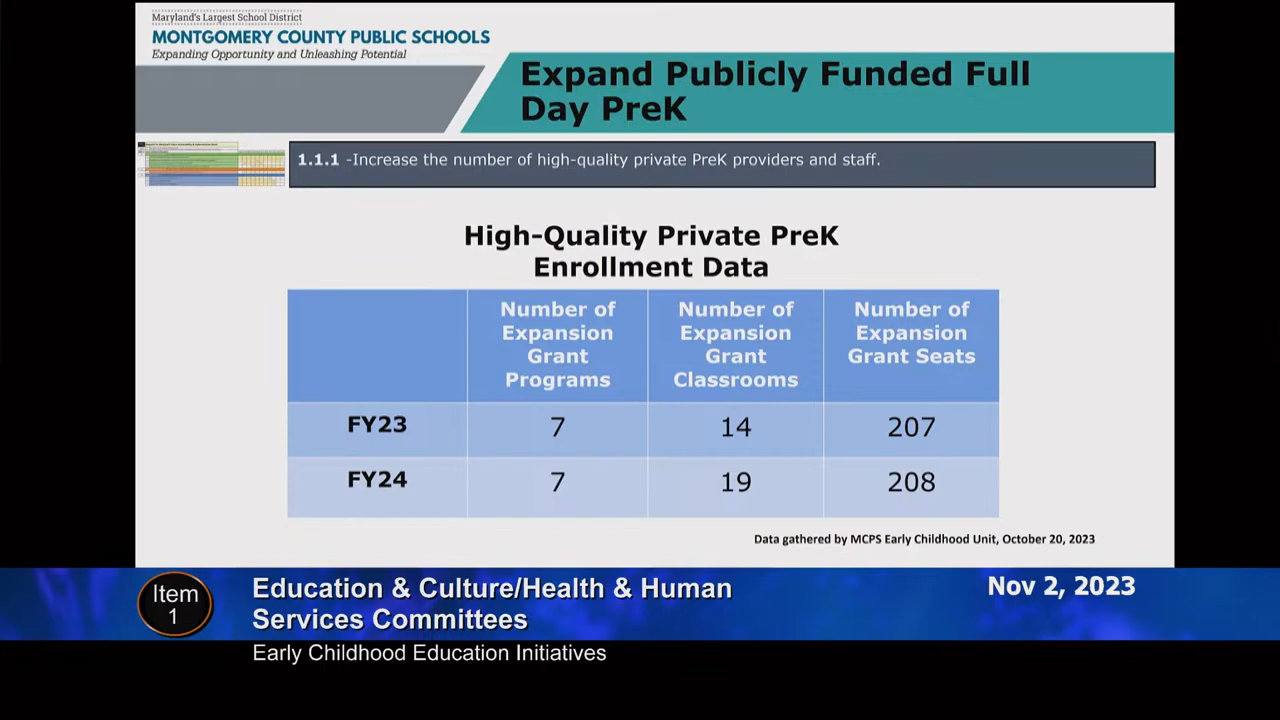 Maryland's Largest School District
MONTGOMERY COUNTY PUBLIC SCHOOLS
Expanding Opportunity and Unleashing Potential
Expand Publicly Funded Full
Day PreK
1.1.1 -Increase the number of high-quality private PreK providers and staff.
High-Quality Private PreK
Enrollment Data
Number of Expansion Grant Programs
Number of Expansion Grant Classrooms
Number of Expansion Grant Seats
FY23 7 14 207
FY24 7 19 208
Data gathered by MCPS Early Childhood Unit, October 20, 2023
Item
1
Education & Culture/Health & Human
Services Committees
Nov 2, 2023
Early Childhood Education Initiatives